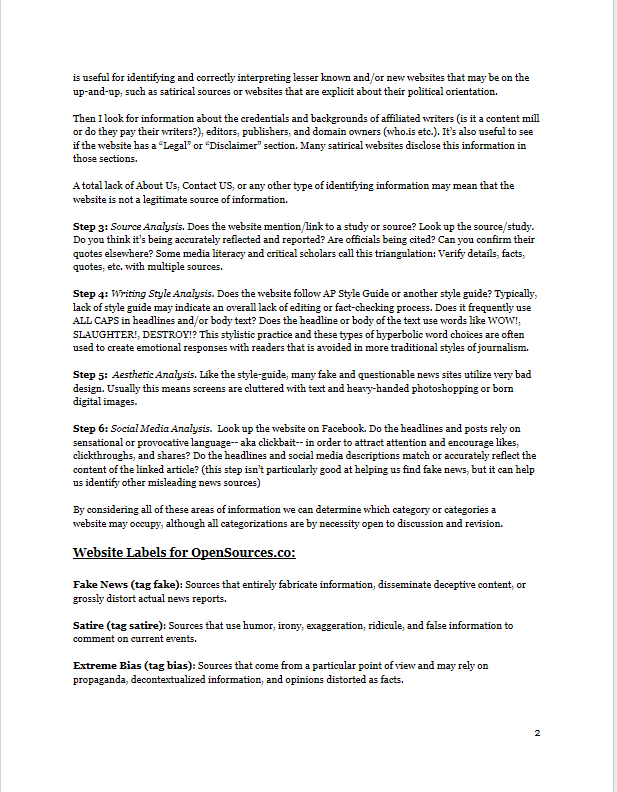 is useful for identifying and correctly interpreting lesser known and/or new websites that may be on the
up-and-up, such as satirical sources or websites that are explicit about their political orientation.
Then I look for information about the credentials and backgrounds of affiliated writers (is it a content mill
or do they pay their writers?), editors, publishers, and domain owners (who.is etc.). It's also useful to see
if the website has a “Legal” or “Disclaimer” section. Many satirical websites disclose this information in
those sections.
A total lack of About Us, Contact US, or any other type of identifying information may mean that the
website is not a legitimate source of information.
Step 3: Source Analysis. Does the website mention/link to a study or source? Look up the source/study.
Do you think it's being accurately reflected and reported? Are officials being cited? Can you confirm their
quotes elsewhere? Some media literacy and critical scholars call this triangulation: Verify details, facts,
quotes, etc. with multiple sources.
Step 4: Writing Style Analysis. Does the website follow AP Style Guide or another style guide? Typically,
lack of style guide may indicate an overall lack of editing or fact-checking process. Does it frequently use
ALL CAPS in headlines and/or body text? Does the headline or body of the text use words like WOW!,
SLAUGHTER!, DESTROY!? This stylistic practice and these types of hyperbolic word choices are often
used to create emotional responses with readers that is avoided in more traditional styles of journalism.
Step 5: Aesthetic Analysis. Like the style-guide, many fake and questionable news sites utilize very bad
design. Usually this means screens are cluttered with text and heavy-handed photoshopping or born
digital images.
Step 6: Social Media Analysis. Look up the website on Facebook. Do the headlines and posts rely on
sensational or provocative language-- aka clickbait-- in order to attract attention and encourage likes,
clickthroughs, and shares? Do the headlines and social media descriptions match or accurately reflect the
content of the linked article? (this step isn't particularly good at helping us find fake news, but it can help
us identify other misleading news sources)
By considering all of these areas of information we can determine which category or categories a
website may occupy, although all categorizations are by necessity open to discussion and revision.
Website Labels for OpenSources.co:
Fake News (tag fake): Sources that entirely fabricate information, disseminate deceptive content, or
grossly distort actual news reports.
Satire (tag satire): Sources that use humor, irony, exaggeration, ridicule, and false information to
comment on current events.
Extreme Bias (tag bias): Sources that come from a particular point of view and may rely on
propaganda, decontextualized information, and opinions distorted as facts.
2